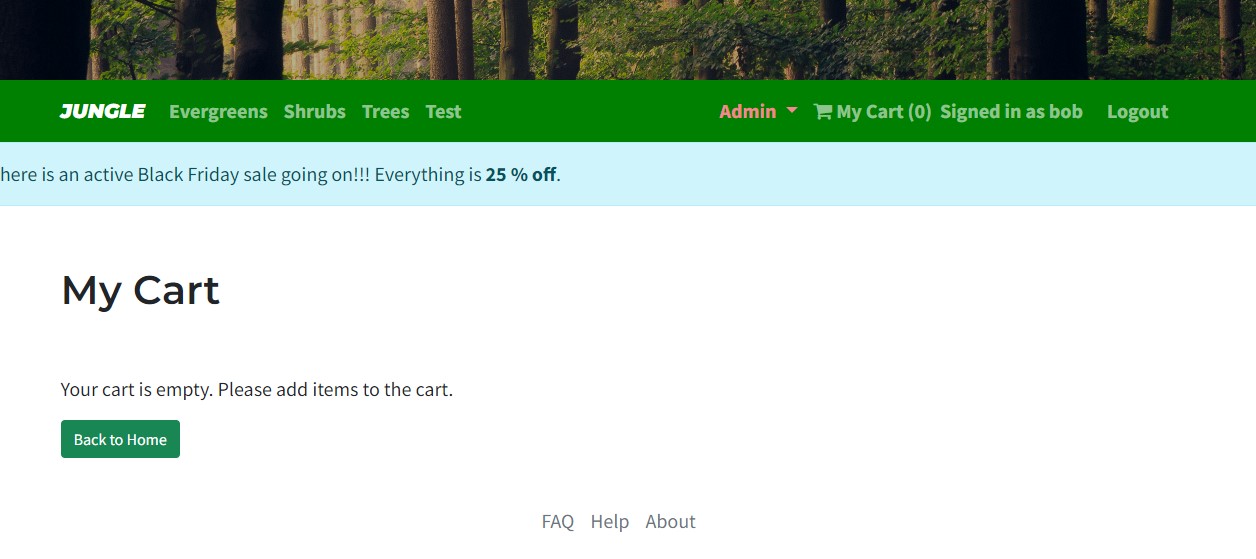 JUNGLE Evergreens Shrubs Trees Test Admin My Cart (0) Signed in as bob Logout
here is an active Black Friday sale going on!!! Everything is 25 % off.
My Cart
Your cart is empty. Please add items to the cart.
Back to Home
FAQ Help About